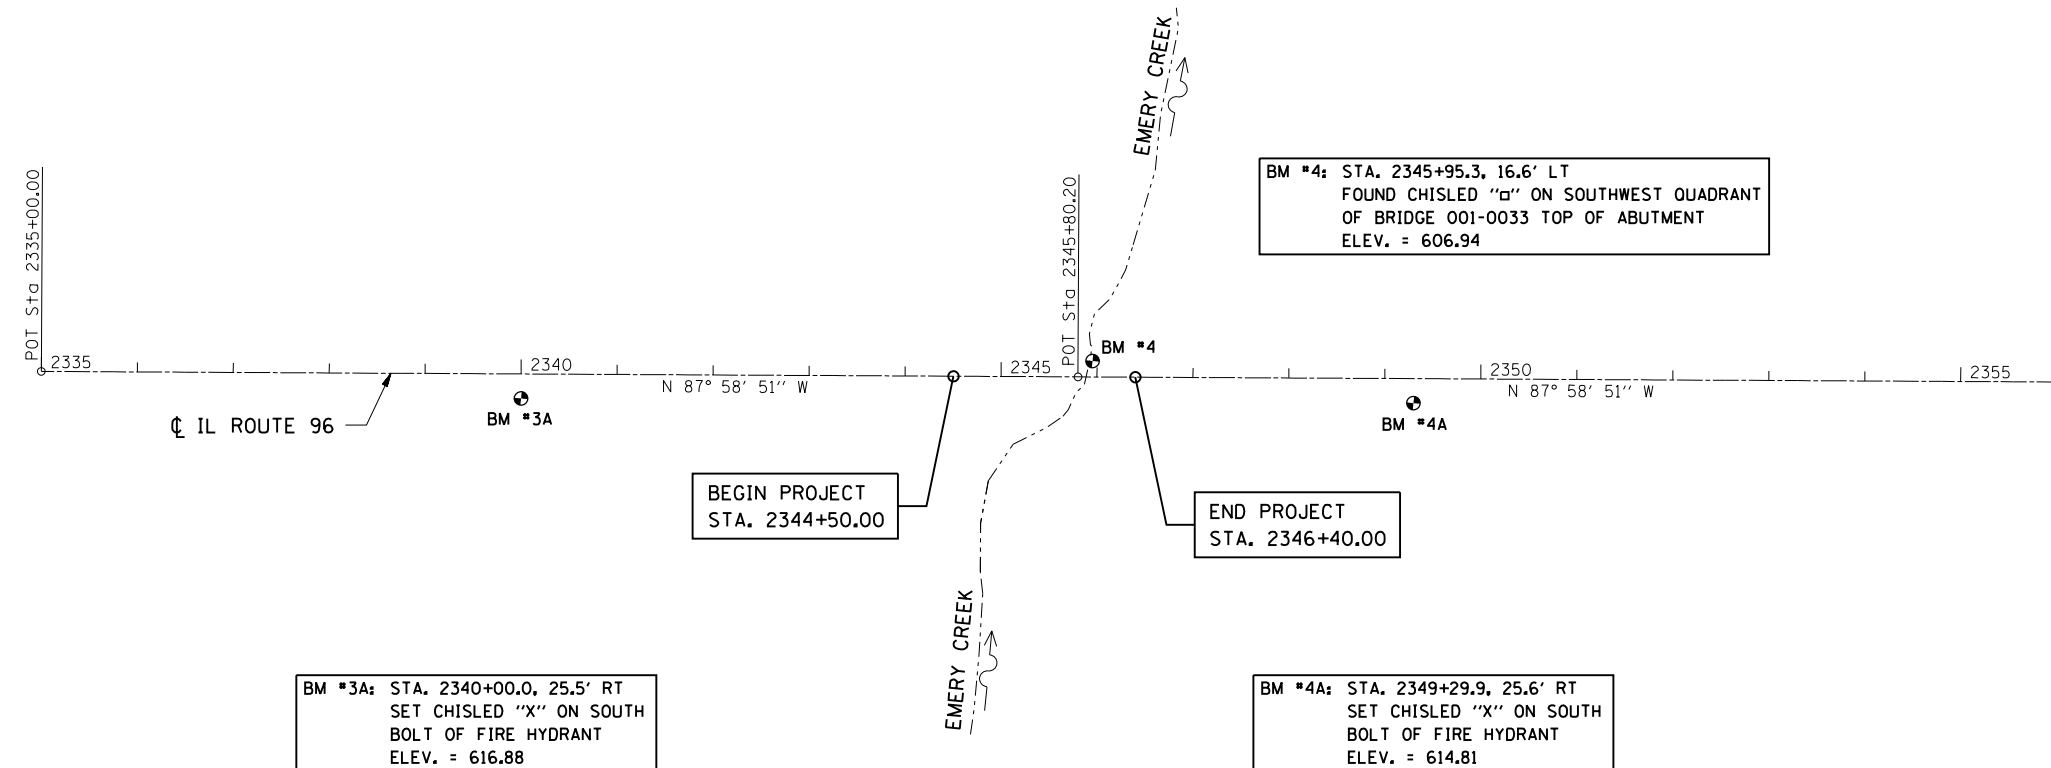 EMERY CREEK
BM #4: STA. 2345+95.3, 16.6' LT
FOUND CHISLED "□" ON SOUTHWEST QUADRANT
OF BRIDGE 001-0033 TOP OF ABUTMENT
ELEV. = 606.94
POT Sta 2335+00.00
POT Sta 2345+80.20
BM #4
2335
2340
2345
2350
2355
N 87° 58' 51" W
N 87° 58' 51" W
℄ IL ROUTE 96
BM #3A
BM #4A
BEGIN PROJECT
STA. 2344+50.00
END PROJECT
STA. 2346+40.00
EMERY CREEK
BM #3A: STA. 2340+00.0, 25.5' RT
SET CHISLED "X" ON SOUTH
BOLT OF FIRE HYDRANT
ELEV. = 616.88
BM #4A: STA. 2349+29.9, 25.6' RT
SET CHISLED "X" ON SOUTH
BOLT OF FIRE HYDRANT
ELEV. = 614.81